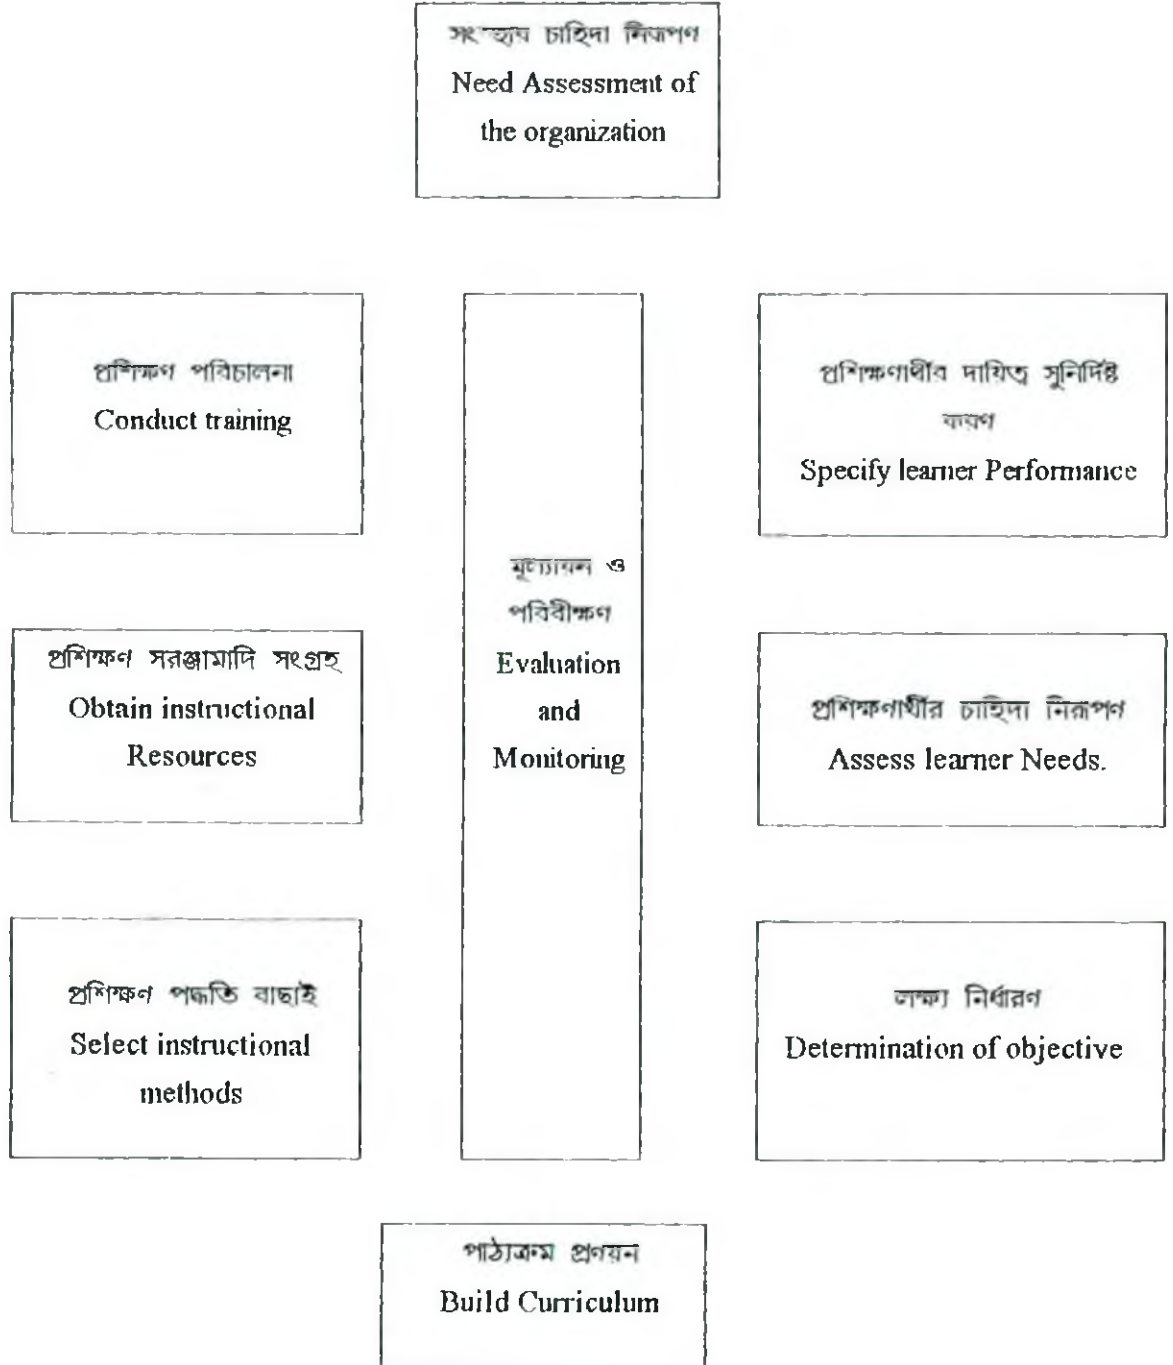 সংস্থার চাহিদা নিরূপণ
Need Assessment of
the organization
প্রশিক্ষণ পরিচালনা
Conduct training
প্রশিক্ষণার্থীর দায়িত্ব সুনির্দিষ্ট
করণ
Specify learner Performance
মূল্যায়ন ও
পরিবীক্ষণ
Evaluation
and
Monitoring
প্রশিক্ষণ সরঞ্জামাদি সংগ্রহ
Obtain instructional
Resources
প্রশিক্ষণার্থীর চাহিদা নিরূপণ
Assess learner Needs.
প্রশিক্ষণ পদ্ধতি বাছাই
Select instructional
methods
লক্ষ্য নির্ধারণ
Determination of objective
পাঠ্যক্রম প্রণয়ন
Build Curriculum